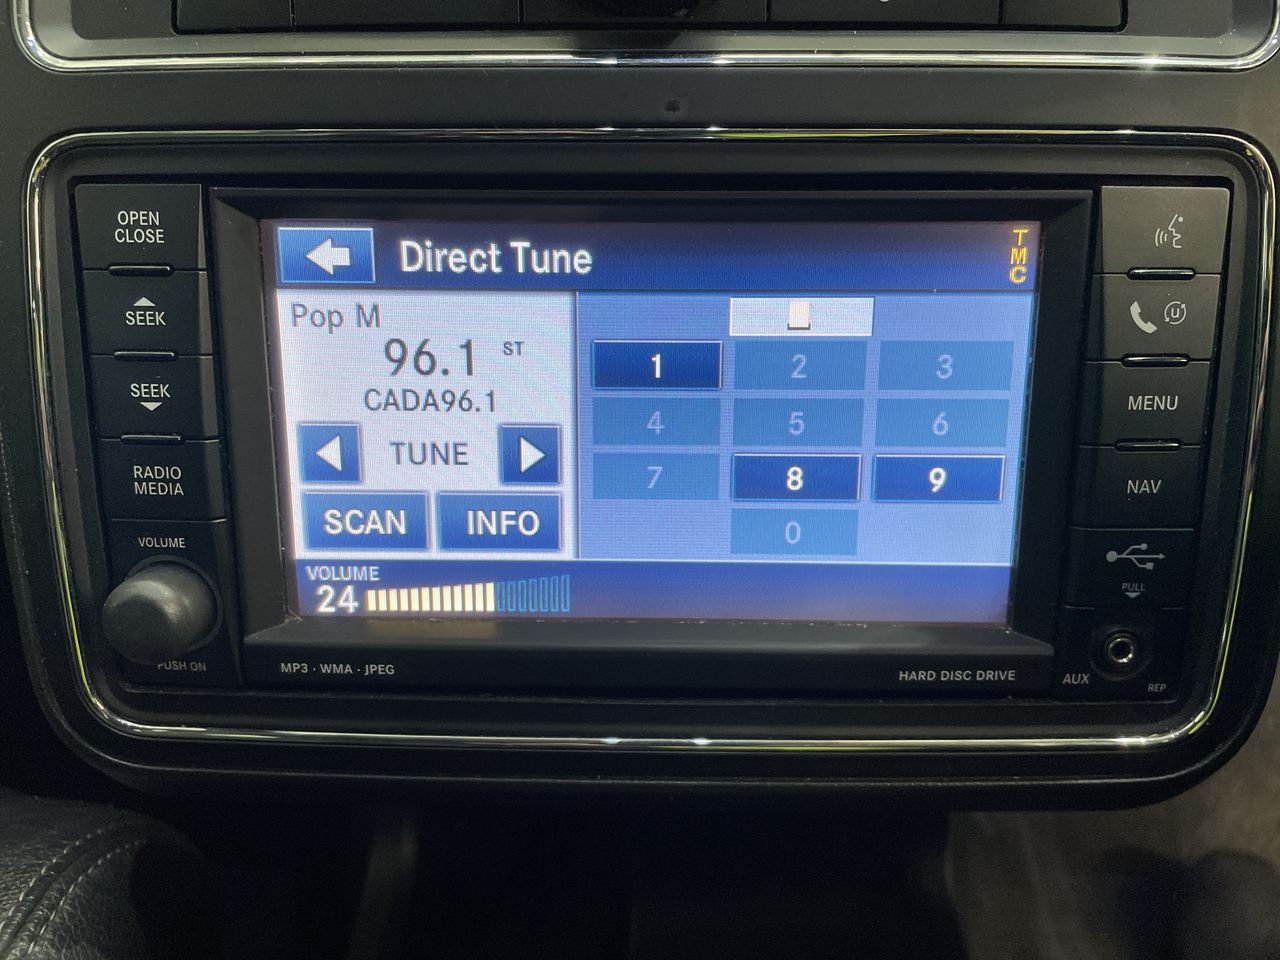 OPEN
CLOSE
SEEK
SEEK
RADIO
MEDIA
VOLUME
PUSH ON
Direct Tune
TMC
Pop M
96.1 ST
CADA96.1
TUNE
SCAN INFO
1 2 3
4 5 6
7 8 9
0
VOLUME
24
MP3 · WMA · JPEG
HARD DISC DRIVE
MENU
NAV
PULL
AUX
REP